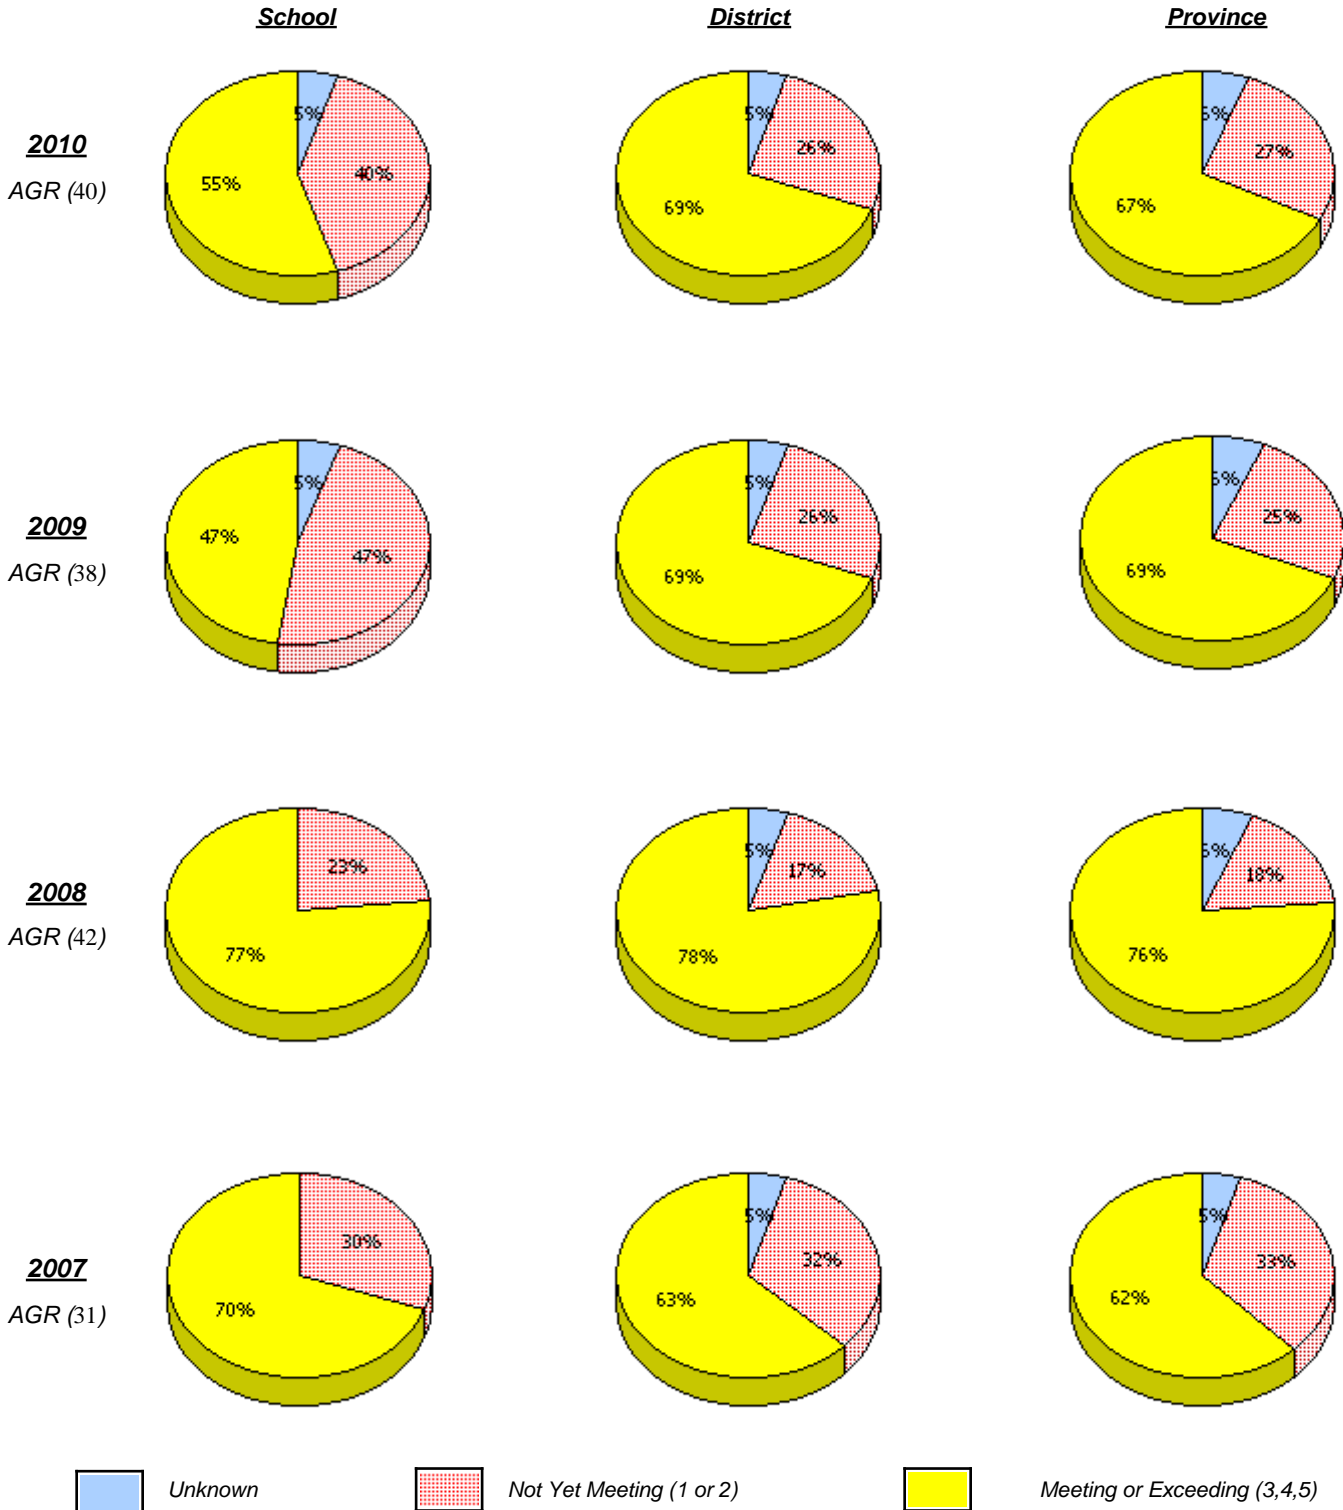 School District Province
2010
AGR (40)
5% 40% 55%
5% 26% 69%
27% 67%
2009
AGR (38)
5% 47% 47%
5% 26% 69%
6% 25% 69%
2008
AGR (42)
23% 77%
5% 17% 78%
6% 18% 76%
2007
AGR (31)
30% 70%
5% 32% 63%
5% 33% 62%
Unknown Not Yet Meeting (1 or 2) Meeting or Exceeding (3,4,5)